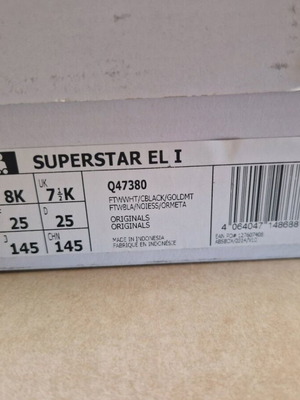 SUPERSTAR EL I
8K
UK
7½K
Q47380
FTWWHT/CBLACK/GOLDMT
FTWBLA/NOIESS/ORMETA
25
D
25
ORIGINALS
ORIGINALS
J
145
CHN
145
MADE IN INDONESIA
FABRIQUÉ EN INDONÉSIE
4 064047 148688